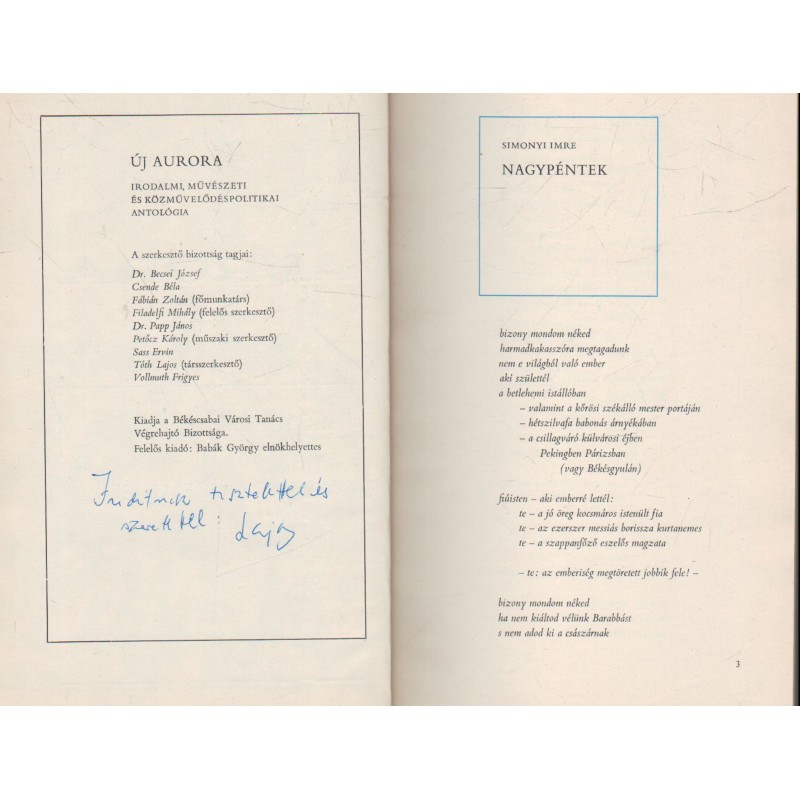 ÚJ AURORA
IRODALMI, MŰVÉSZETI
ÉS KÖZMŰVELŐDÉSPOLITIKAI
ANTOLÓGIA
A szerkesztő bizottság tagjai:
Dr. Becsei József
Csende Béla
Fábián Zoltán (főmunkatárs)
Filadelfi Mihály (felelős szerkesztő)
Dr. Papp János
Petőcz Károly (műszaki szerkesztő)
Sass Ervin
Tóth Lajos (társszerkesztő)
Vollmuth Frigyes
Kiadja a Békéscsabai Városi Tanács
Végrehajtó Bizottsága.
Felelős kiadó: Babák György elnökhelyettes
Juditnak tisztelettel és
szeretettel: Lajos
SIMONYI IMRE
NAGYPÉNTEK
bizony mondom néked
harmadkakasszóra megtagadunk
nem e világból való ember
aki születtél
a betlehemi istállóban
– valamint a kőrösi székálló mester portáján
– hétszilvafa babonás árnyékában
– a csillagváró külvárosi éjben
Pekingben Párizsban
(vagy Békésgyulán)
fiúisten – aki emberré lettél:
te – a jó öreg kocsmáros istenült fia
te – az ezerszer messiás borissza kurtanemes
te – a szappanfőző eszelős magzata
– te: az emberiség megtöretett jobbik fele! –
bizony mondom néked
ha nem kiáltod vélünk Barabbást
s nem adod ki a császárnak
3